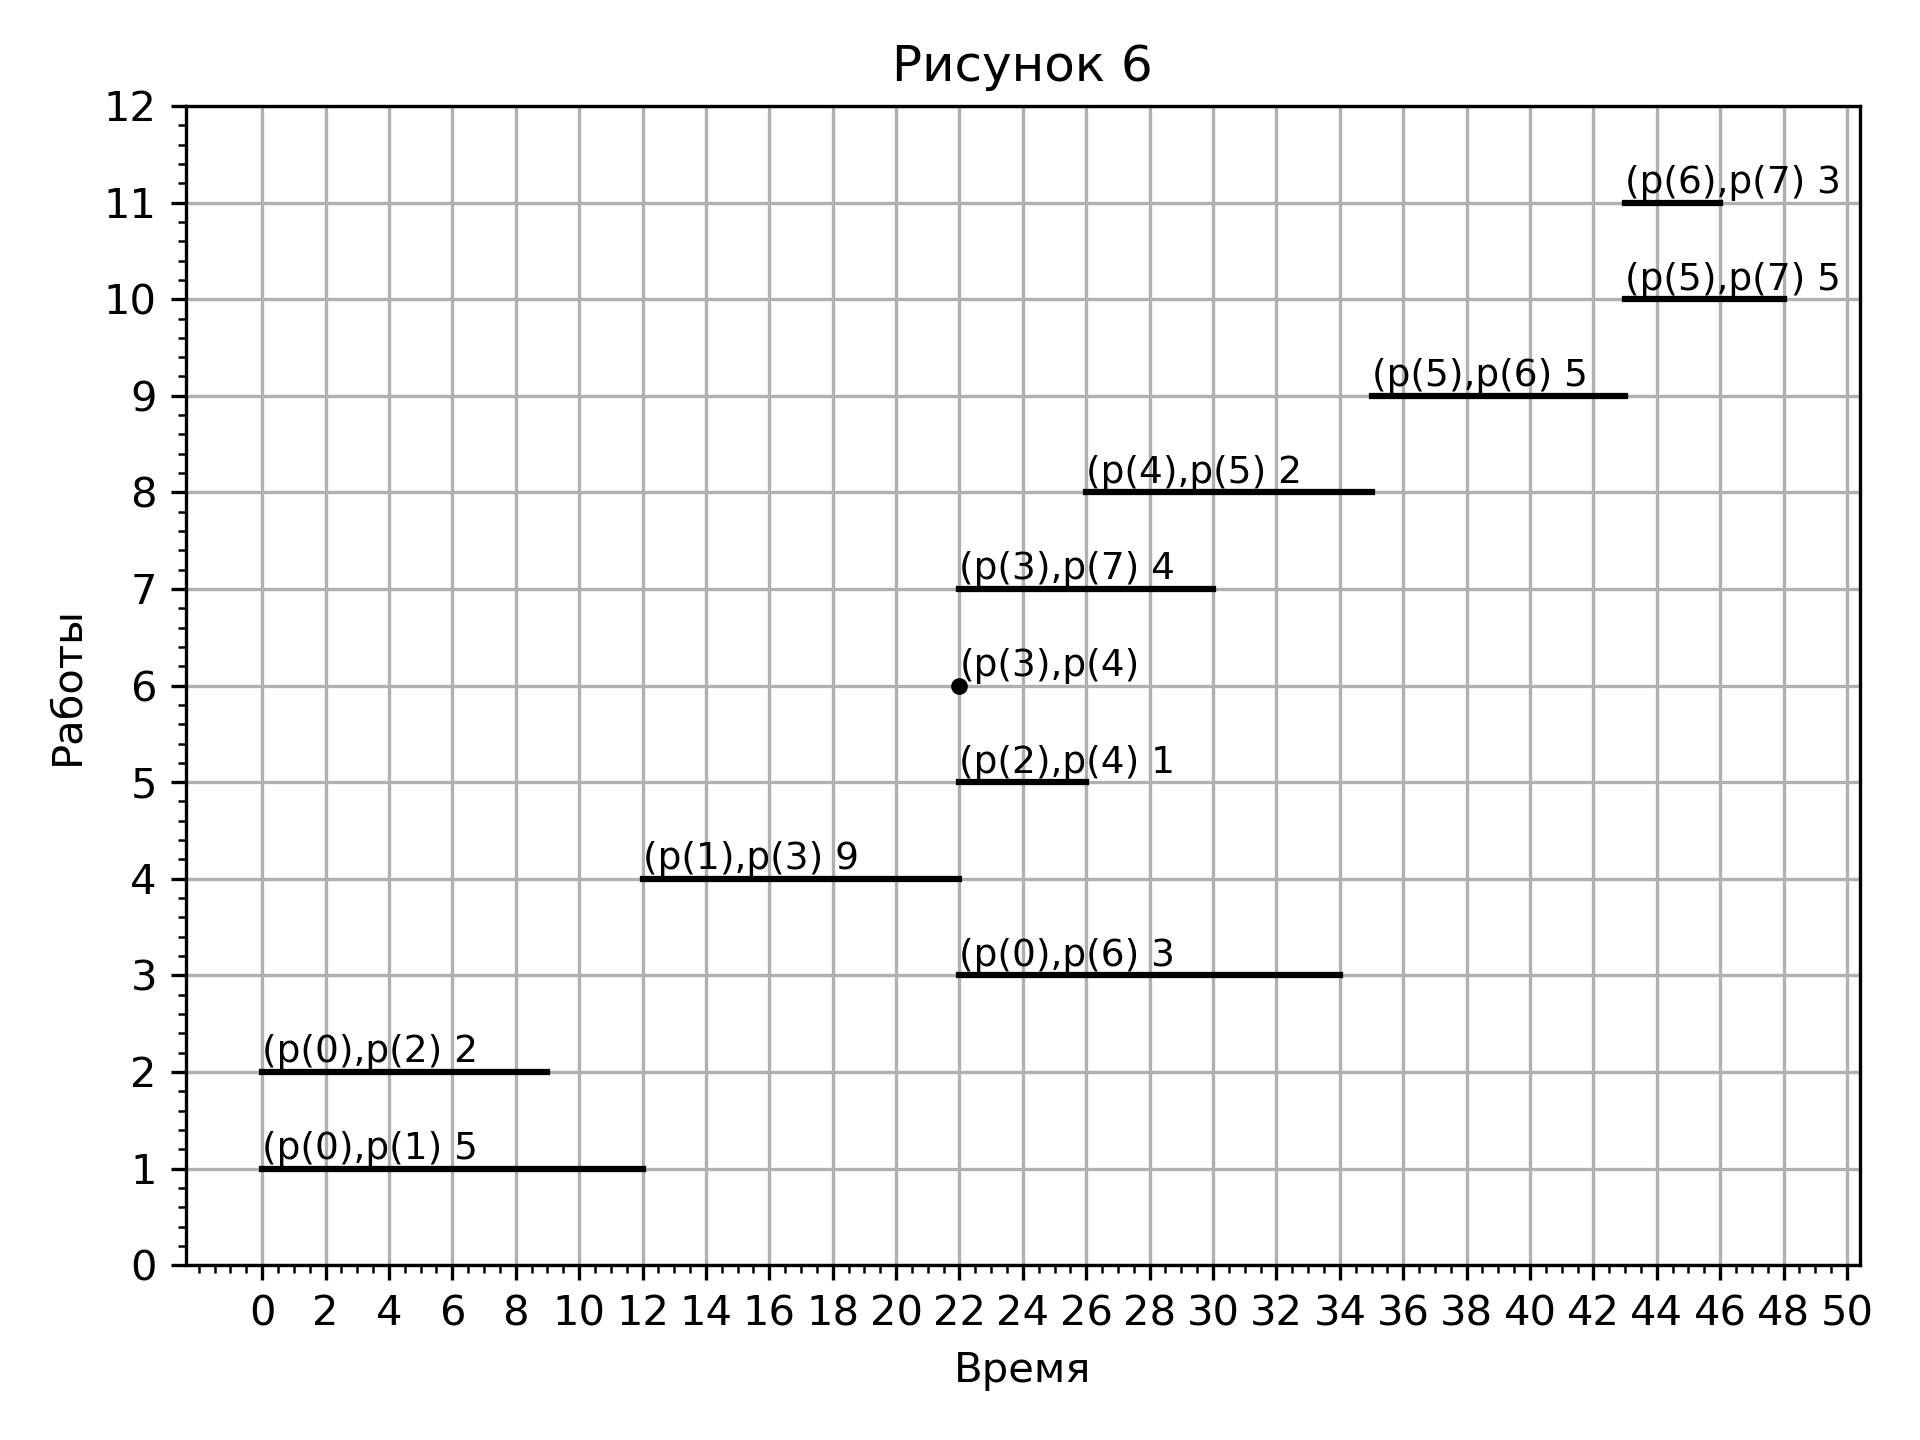 Рисунок 6
12
11
10
9
8
7
6
5
4
3
2
1
0
Работы
(p(6),p(7) 3
(p(5),p(7) 5
(p(5),p(6) 5
(p(4),p(5) 2
(p(3),p(7) 4
(p(3),p(4)
(p(2),p(4) 1
(p(1),p(3) 9
(p(0),p(6) 3
(p(0),p(2) 2
(p(0),p(1) 5
0 2 4 6 8 10 12 14 16 18 20 22 24 26 28 30 32 34 36 38 40 42 44 46 48 50
Время